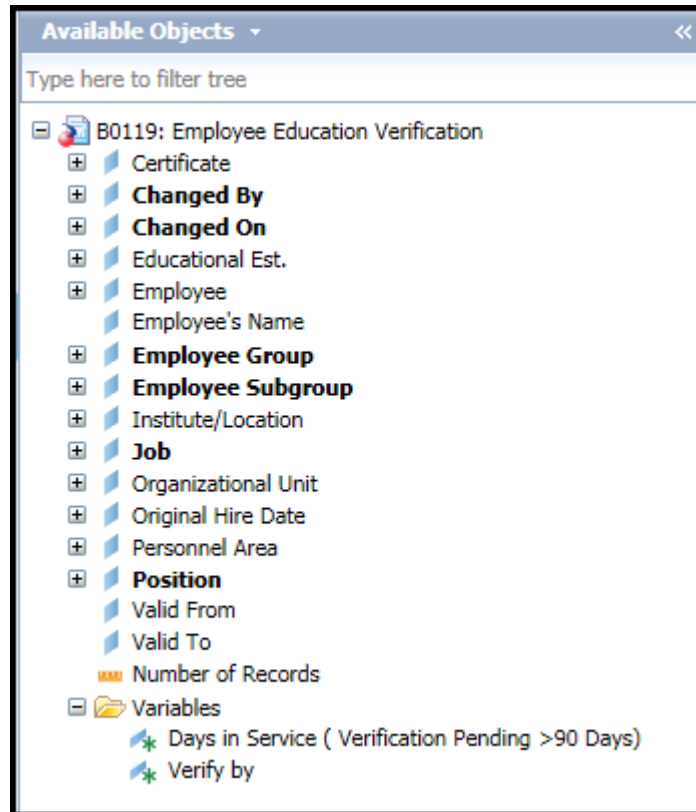 Available Objects
Type here to filter tree
B0119: Employee Education Verification
Certificate
Changed By
Changed On
Educational Est.
Employee
Employee's Name
Employee Group
Employee Subgroup
Institute/Location
Job
Organizational Unit
Original Hire Date
Personnel Area
Position
Valid From
Valid To
Number of Records
Variables
Days in Service ( Verification Pending >90 Days)
Verify by